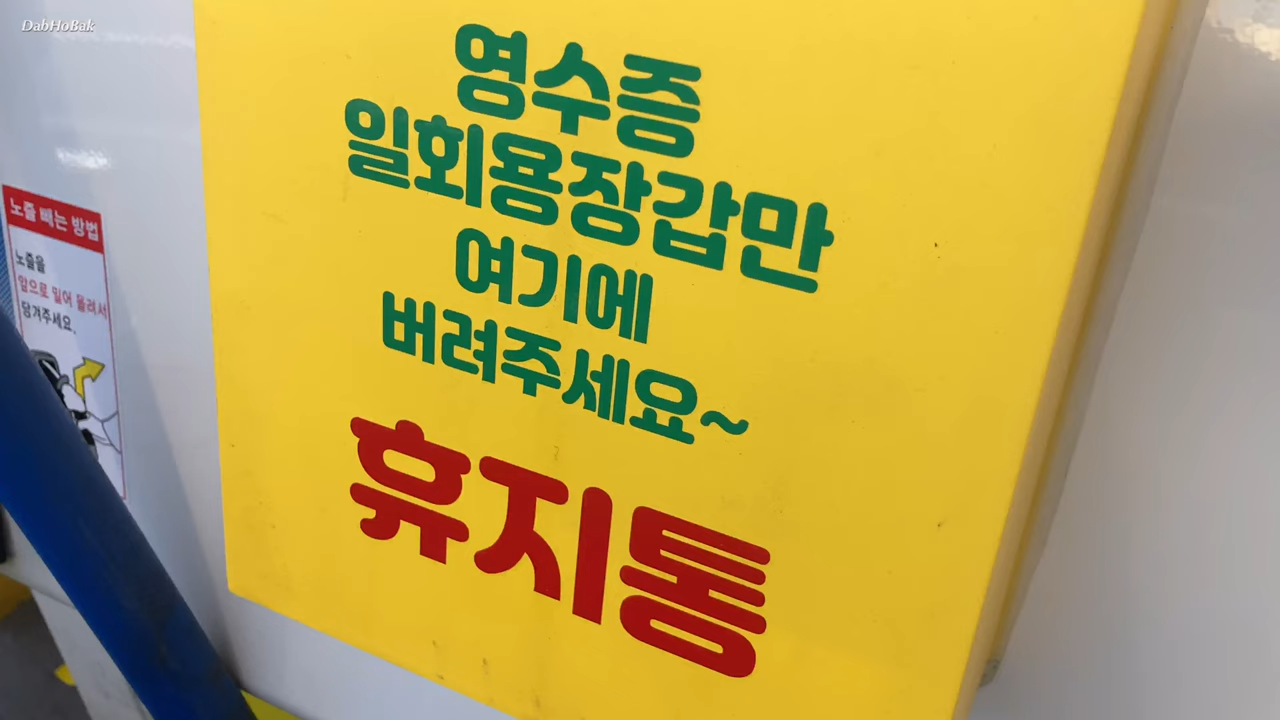 DabHoBak
영수증
일회용장갑만
여기에
버려주세요~
휴지통
노즐 빼는 방법
노즐을
앞으로 밀어 돌려서
당겨주세요.